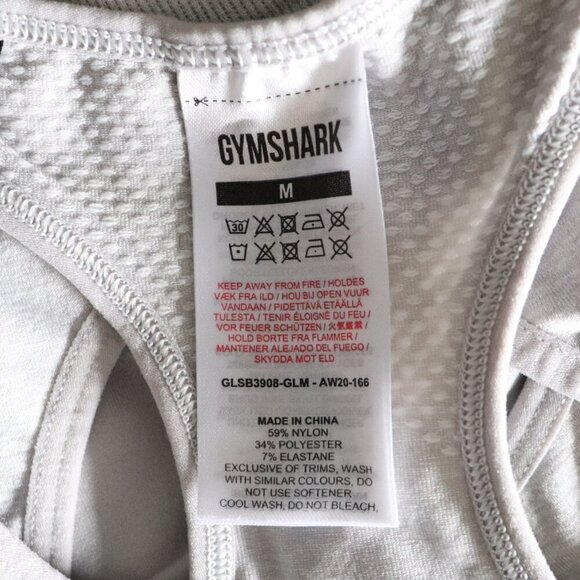 GYMSHARK
M
30
KEEP AWAY FROM FIRE / HOLDES
VÆK FRA ILD / HOU BIJ OPEN VUUR
VANDAAN / PIDETTÄVÄ ETÄÄLLÄ
TULESTA / TENIR ÉLOIGNÉ DU FEU /
VOR FEUER SCHÜTZEN / 火気厳禁 /
HOLD BORTE FRA FLAMMER /
MANTENER ALEJADO DEL FUEGO /
SKYDDA MOT ELD
GLSB3908-GLM - AW20-166
MADE IN CHINA
59% NYLON
34% POLYESTER
7% ELASTANE
EXCLUSIVE OF TRIMS, WASH
WITH SIMILAR COLOURS, DO
NOT USE SOFTENER
COOL WASH, DO NOT BLEACH.